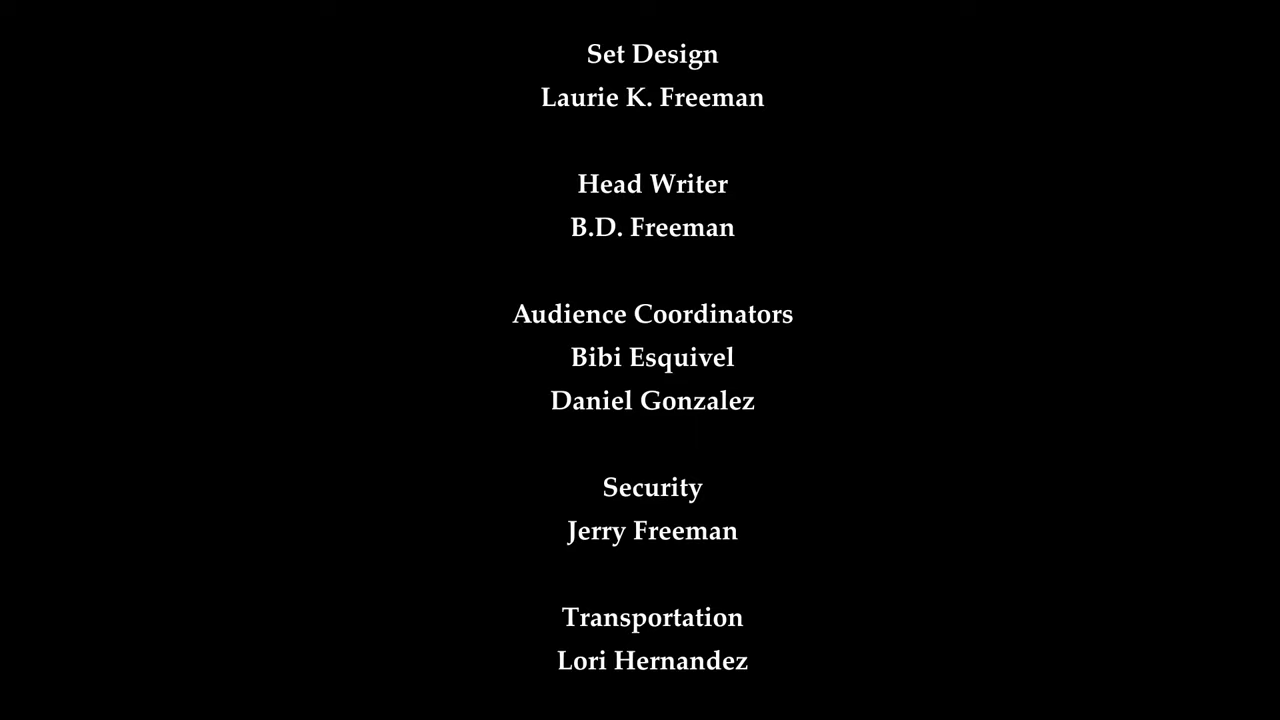 Set Design
Laurie K. Freeman
Head Writer
B.D. Freeman
Audience Coordinators
Bibi Esquivel
Daniel Gonzalez
Security
Jerry Freeman
Transportation
Lori Hernandez